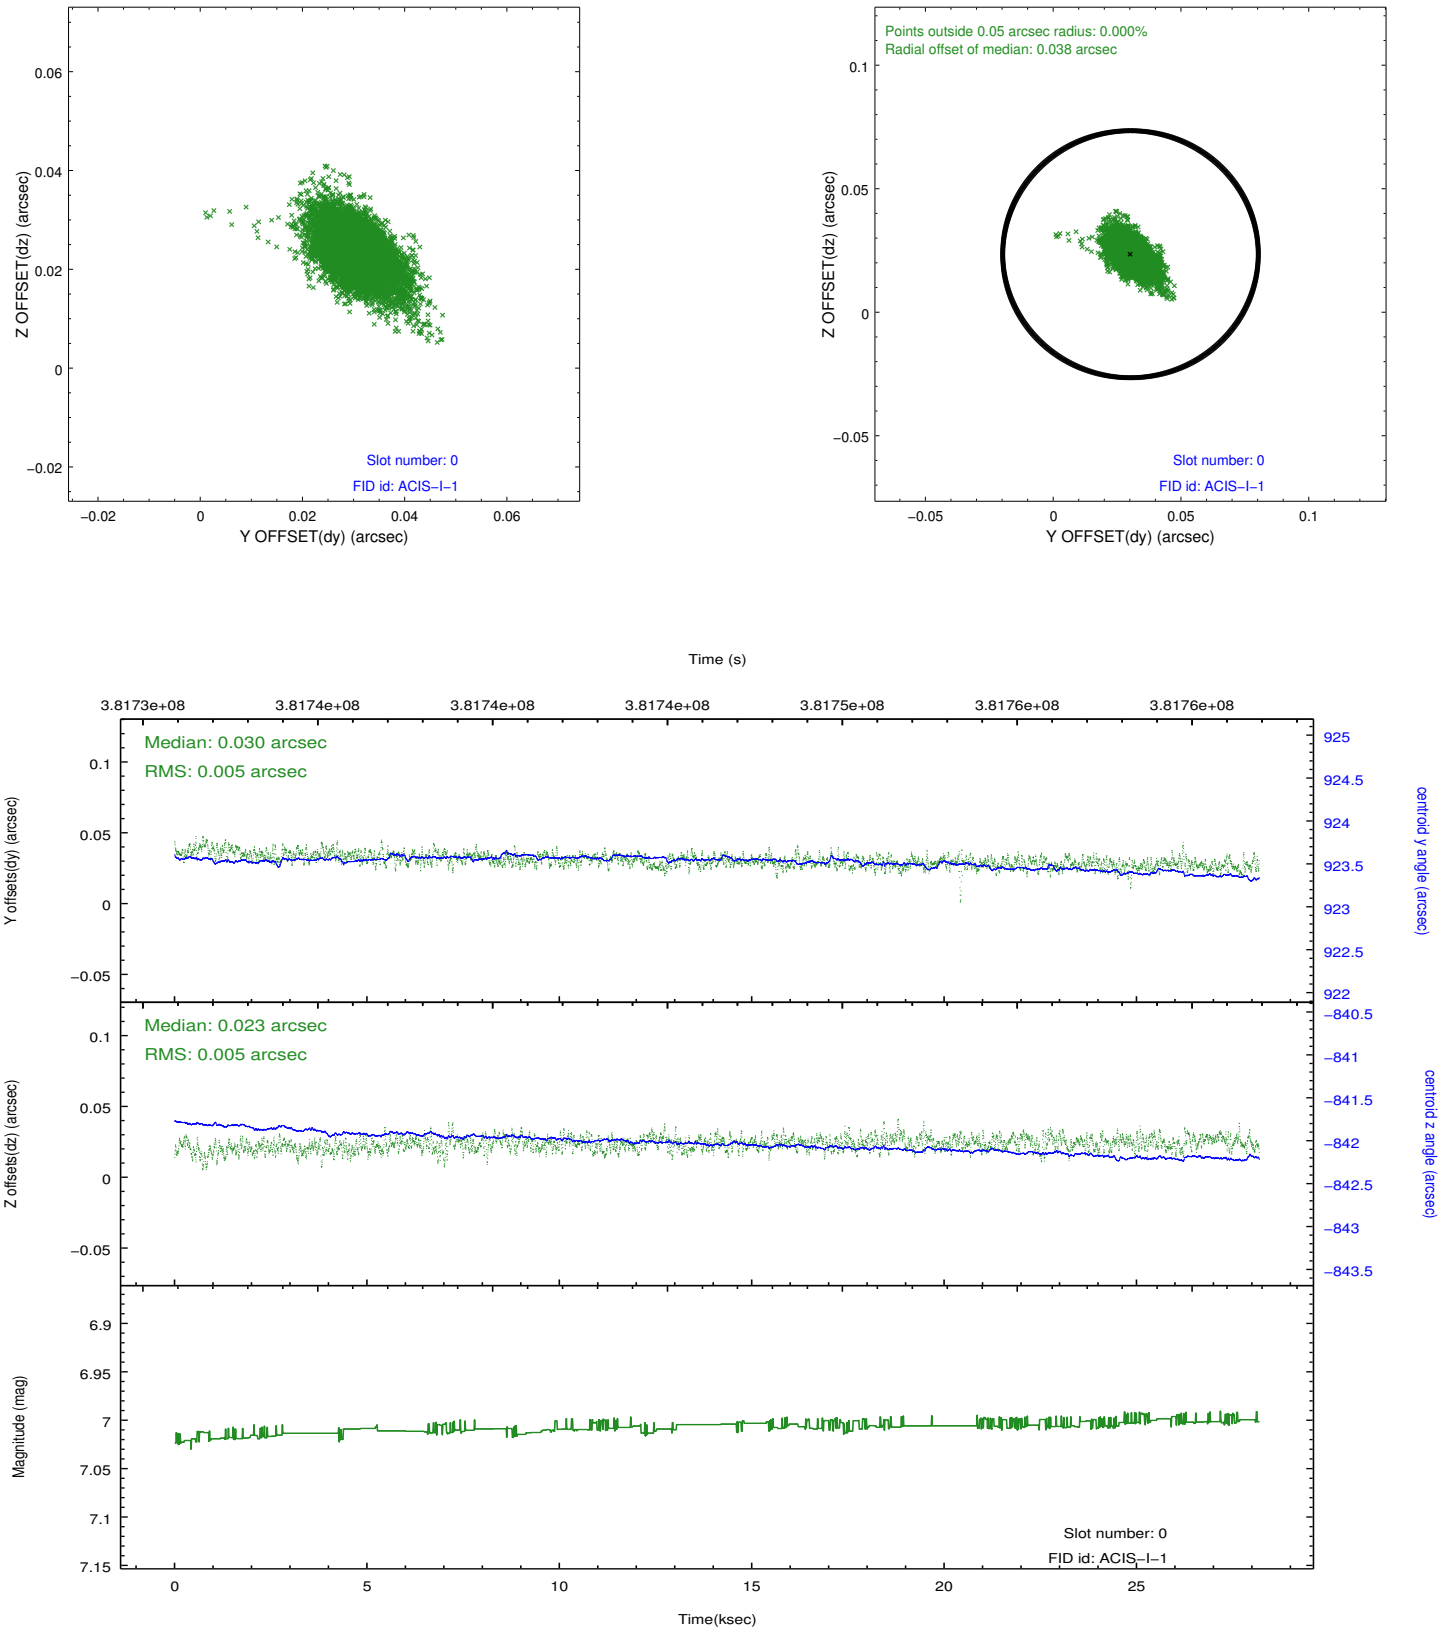 0.06
0.04
0.02
0
−0.02
Z OFFSET(dz) (arcsec)
Slot number: 0
FID id: ACIS−I−1
−0.02 0 0.02 0.04 0.06
Y OFFSET(dy) (arcsec)
Points outside 0.05 arcsec radius: 0.000%
Radial offset of median: 0.038 arcsec
0.1
0.05
0
−0.05
Z OFFSET(dz) (arcsec)
Slot number: 0
FID id: ACIS−I−1
−0.05 0 0.05 0.1
Y OFFSET(dy) (arcsec)
Time (s)
3.8173e+08 3.8174e+08 3.8174e+08 3.8174e+08 3.8175e+08 3.8176e+08 3.8176e+08
Median: 0.030 arcsec
RMS: 0.005 arcsec
0.1
0.05
0
−0.05
Y offsets(dy) (arcsec)
925
924.5
924
923.5
923
922.5
922
centroid y angle (arcsec)
Median: 0.023 arcsec
RMS: 0.005 arcsec
0.1
0.05
0
−0.05
Z offsets(dz) (arcsec)
−840.5
−841
−841.5
−842
−842.5
−843
−843.5
centroid z angle (arcsec)
6.9
6.95
7
7.05
7.1
7.15
Magnitude (mag)
Slot number: 0
FID id: ACIS−I−1
0 5 10 15 20 25
Time(ksec)